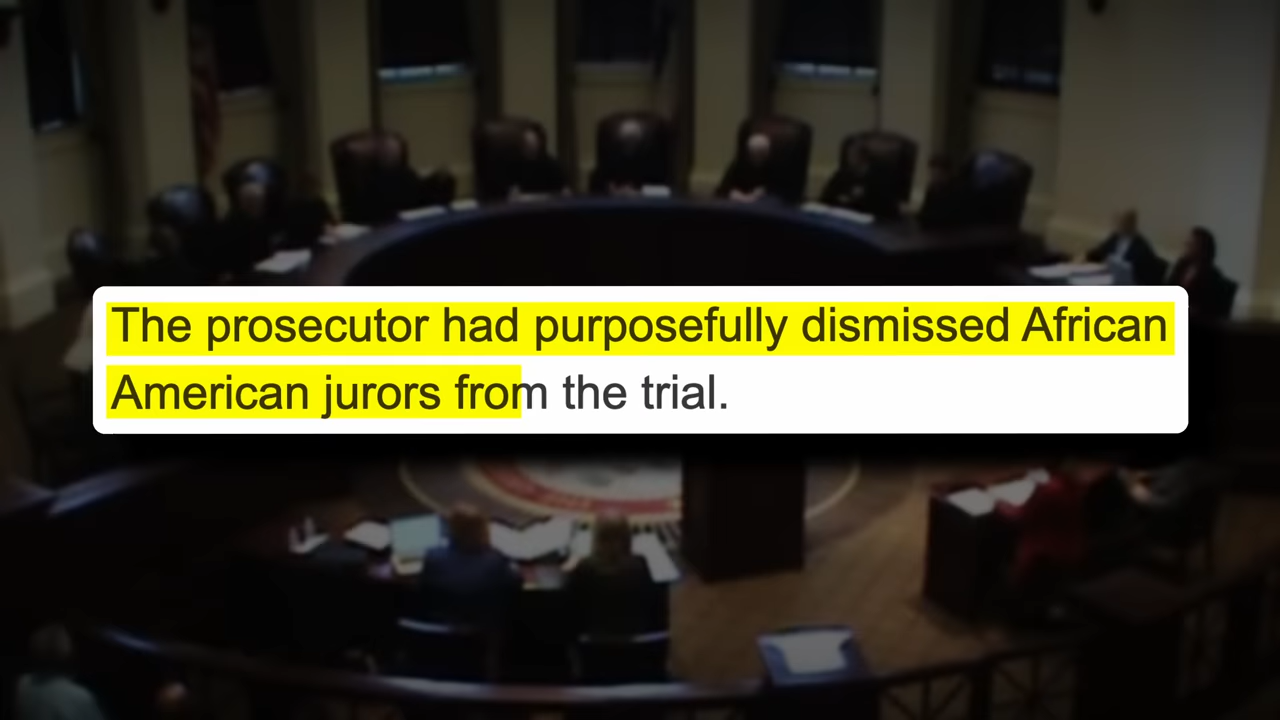 The prosecutor had purposefully dismissed African
American jurors from the trial.